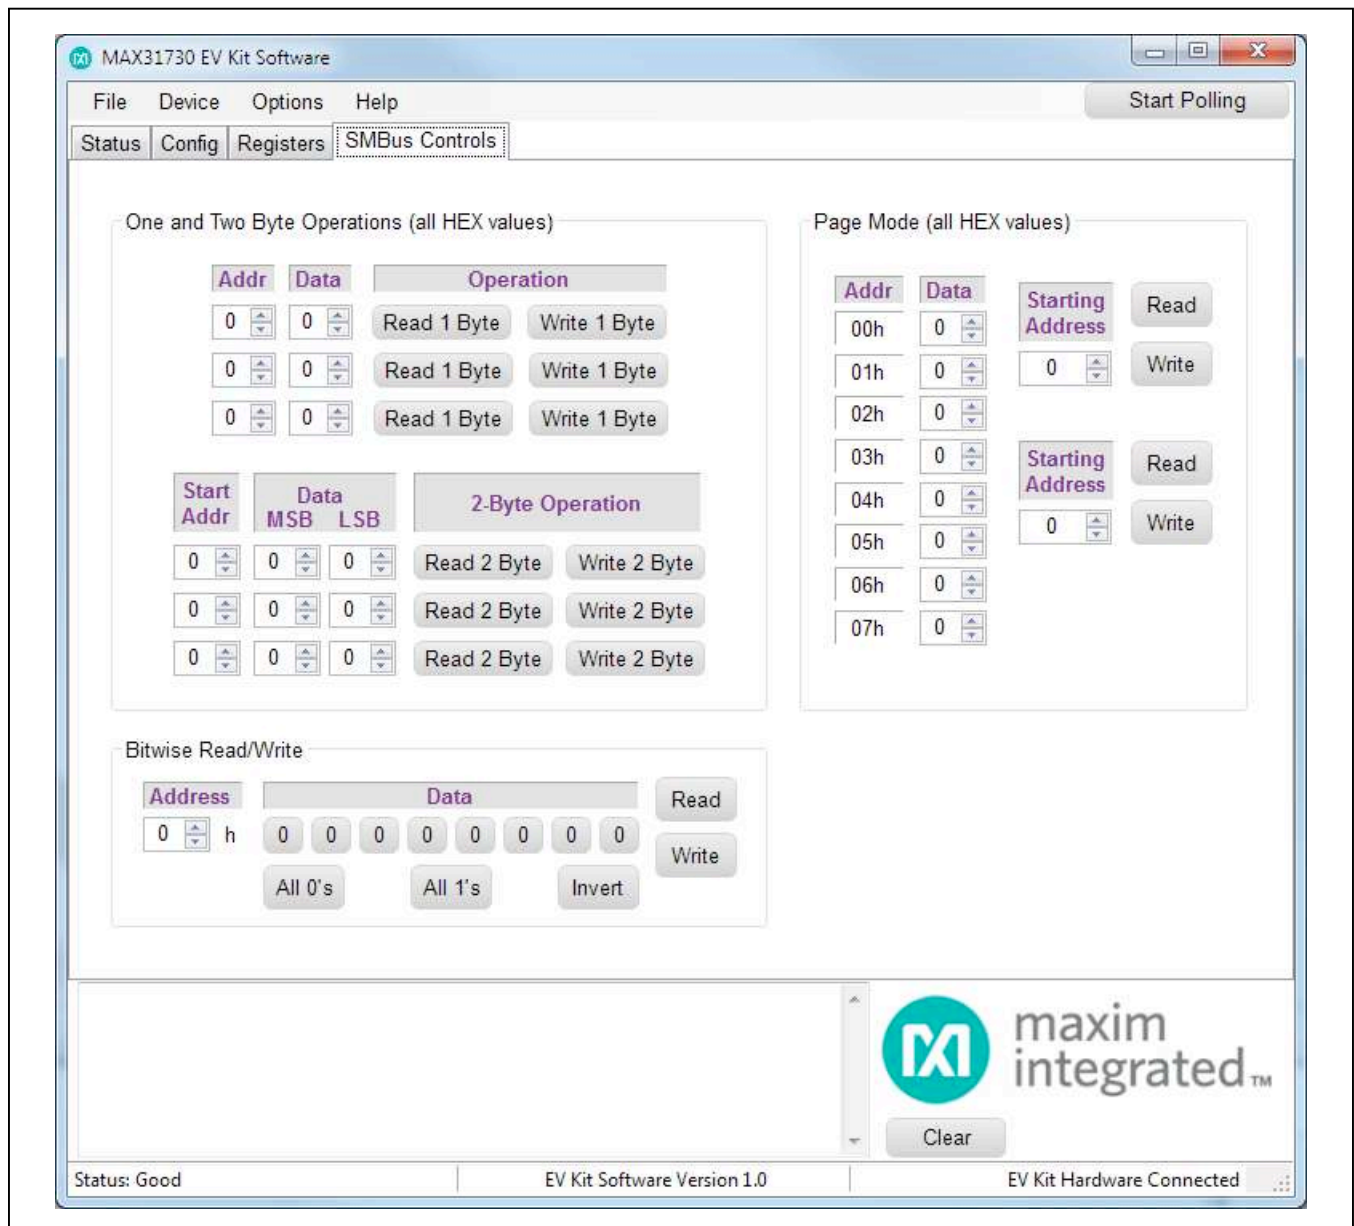 MAX31730 EV Kit Software
File Device Options Help Start Polling
Status Config Registers SMBus Controls
One and Two Byte Operations (all HEX values)
Addr Data Operation
0 0 Read 1 Byte Write 1 Byte
0 0 Read 1 Byte Write 1 Byte
0 0 Read 1 Byte Write 1 Byte
Start Addr Data MSB LSB 2-Byte Operation
0 0 0 Read 2 Byte Write 2 Byte
0 0 0 Read 2 Byte Write 2 Byte
0 0 0 Read 2 Byte Write 2 Byte
Page Mode (all HEX values)
Addr Data
00h 0
01h 0
02h 0
03h 0
04h 0
05h 0
06h 0
07h 0
Starting Address
0
Read
Write
Starting Address
0
Read
Write
Bitwise Read/Write
Address Data
0 h 0 0 0 0 0 0 0 0
All 0's All 1's Invert
Read
Write
maxim
integrated™
Clear
Status: Good EV Kit Software Version 1.0 EV Kit Hardware Connected